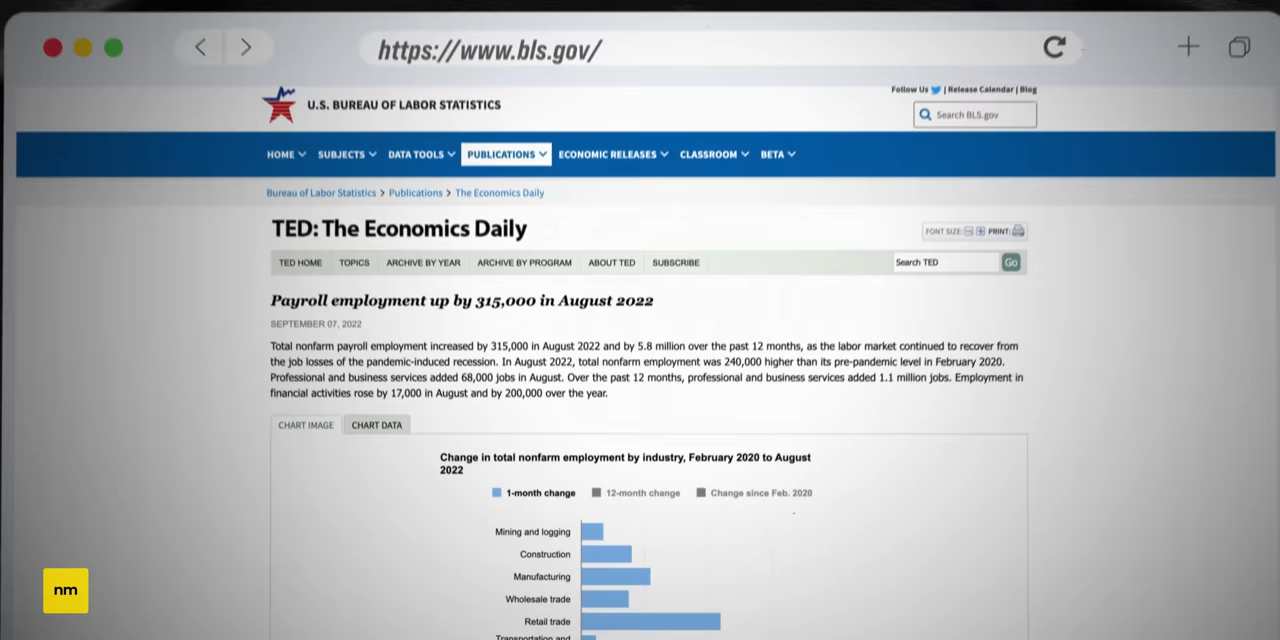 https://www.bls.gov/
Follow Us | Release Calendar | Blog
U.S. BUREAU OF LABOR STATISTICS
Search BLS.gov
HOME SUBJECTS DATA TOOLS PUBLICATIONS ECONOMIC RELEASES CLASSROOM BETA
Bureau of Labor Statistics > Publications > The Economics Daily
TED: The Economics Daily
FONT SIZE: PRINT:
TED HOME TOPICS ARCHIVE BY YEAR ARCHIVE BY PROGRAM ABOUT TED SUBSCRIBE Search TED Go
Payroll employment up by 315,000 in August 2022
SEPTEMBER 07, 2022
Total nonfarm payroll employment increased by 315,000 in August 2022 and by 5.8 million over the past 12 months, as the labor market continued to recover from
the job losses of the pandemic-induced recession. In August 2022, total nonfarm employment was 240,000 higher than its pre-pandemic level in February 2020.
Professional and business services added 68,000 jobs in August. Over the past 12 months, professional and business services added 1.1 million jobs. Employment in
financial activities rose by 17,000 in August and by 200,000 over the year.
CHART IMAGE CHART DATA
Change in total nonfarm employment by industry, February 2020 to August
2022
1-month change 12-month change Change since Feb. 2020
Mining and logging
Construction
Manufacturing
Wholesale trade
Retail trade
Transportation and
nm